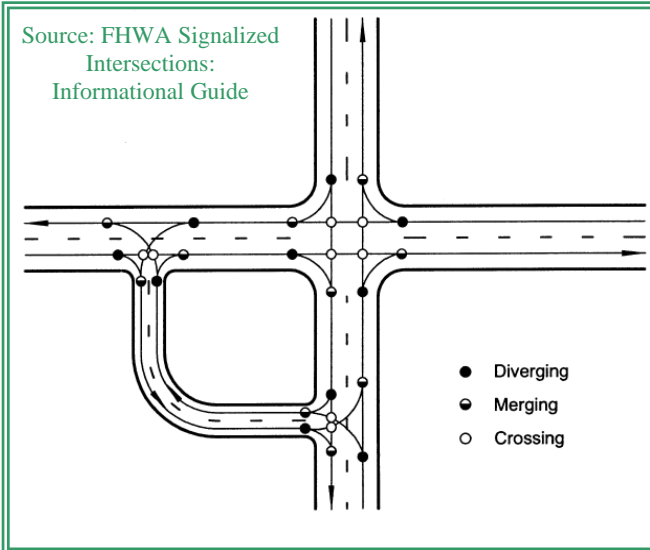 Source: FHWA Signalized
Intersections:
Informational Guide
Diverging
Merging
Crossing